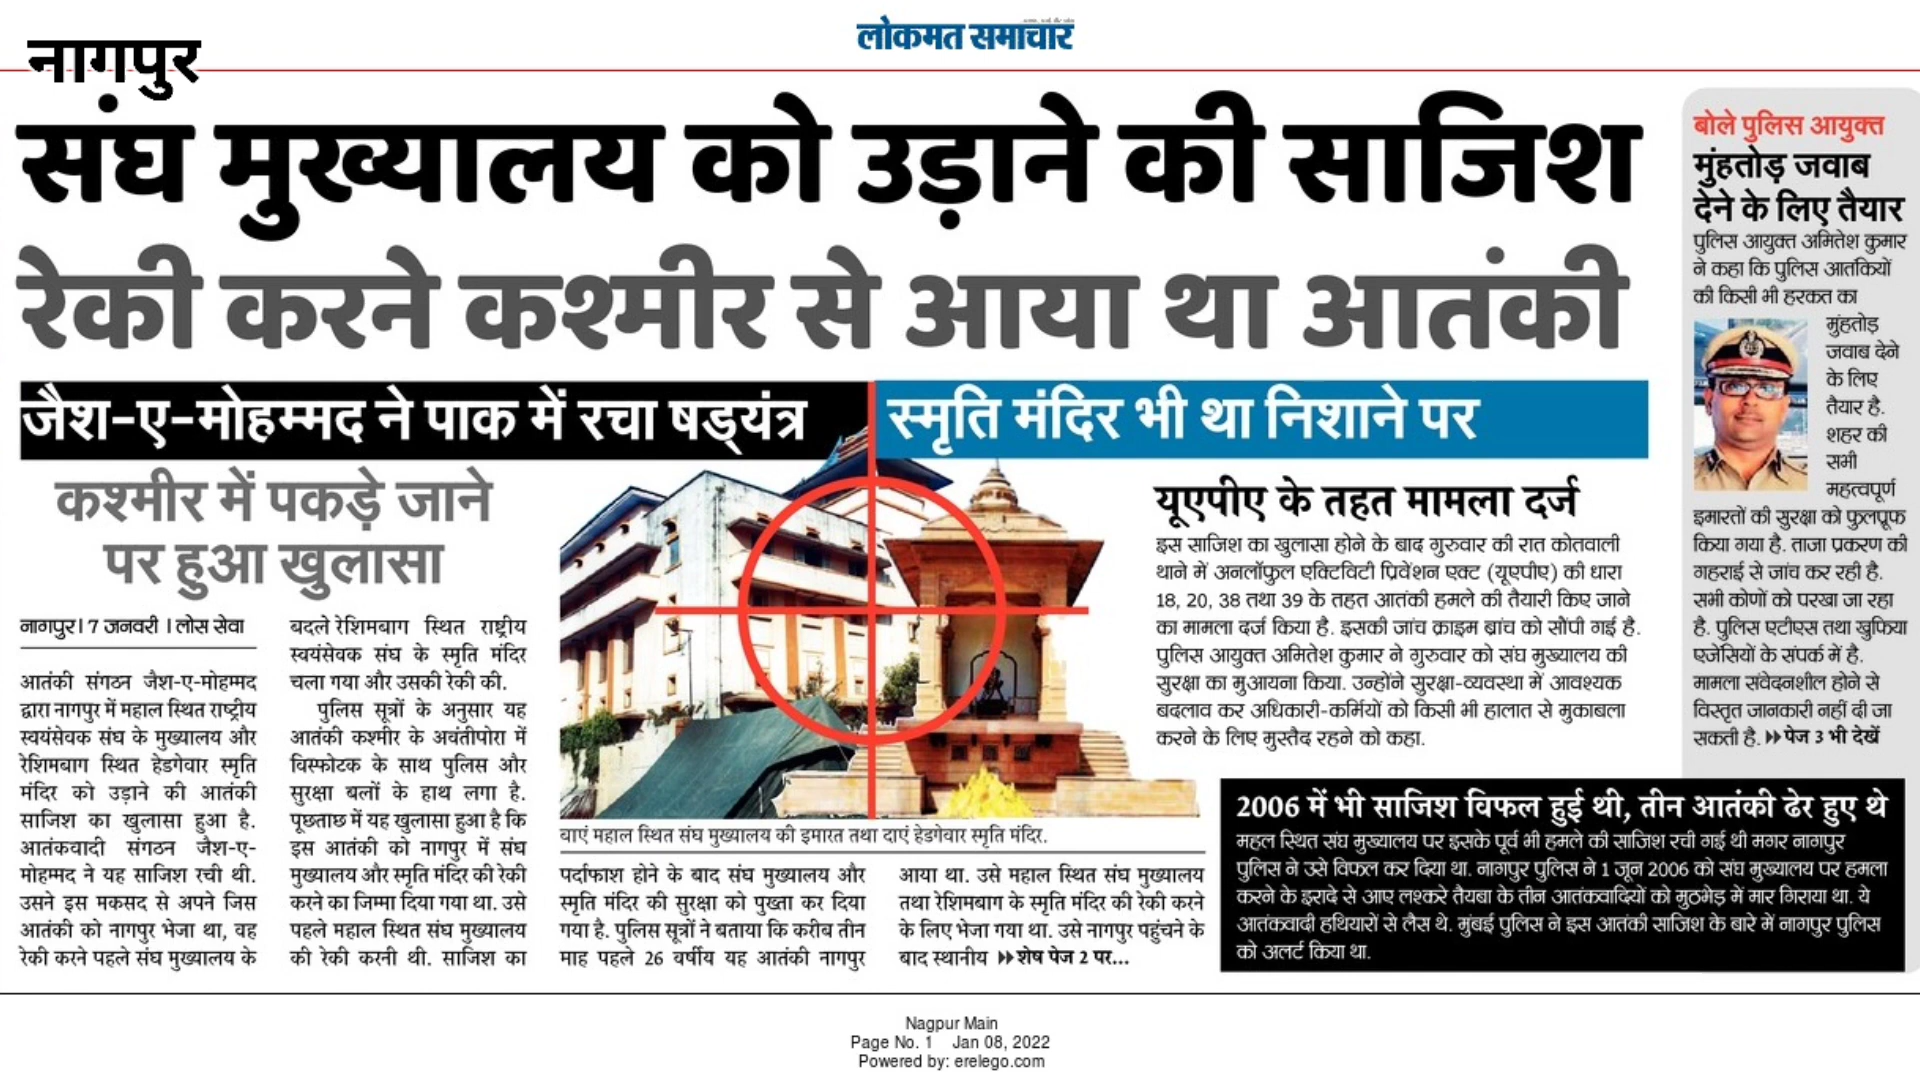 लोकमत समाचार
नागपुर
संघ मुख्यालय को उड़ाने की साजिश
रेकी करने कश्मीर से आया था आतंकी
जैश-ए-मोहम्मद ने पाक में रचा षड्यंत्र
स्मृति मंदिर भी था निशाने पर
कश्मीर में पकड़े जाने
पर हुआ खुलासा
नागपुर। 7 जनवरी । लोस सेवा
आतंकी संगठन जैश-ए-मोहम्मद
द्वारा नागपुर में महाल स्थित राष्ट्रीय
स्वयंसेवक संघ के मुख्यालय और
रेशिमबाग स्थित हेडगेवार स्मृति
मंदिर को उड़ाने की आतंकी
साजिश का खुलासा हुआ है.
आतंकवादी संगठन जैश-ए-
मोहम्मद ने यह साजिश रची थी.
उसने इस मकसद से अपने जिस
आतंकी को नागपुर भेजा था, वह
रेकी करने पहले संघ मुख्यालय के
बदले रेशिमबाग स्थित राष्ट्रीय
स्वयंसेवक संघ के स्मृति मंदिर
चला गया और उसकी रेकी की.
पुलिस सूत्रों के अनुसार यह
आतंकी कश्मीर के अवंतीपोरा में
विस्फोटक के साथ पुलिस और
सुरक्षा बलों के हाथ लगा है.
पूछताछ में यह खुलासा हुआ है कि
इस आतंकी को नागपुर में संघ
मुख्यालय और स्मृति मंदिर की रेकी
करने का जिम्मा दिया गया था. उसे
पहले महाल स्थित संघ मुख्यालय
की रेकी करनी थी. साजिश का
बाएं महाल स्थित संघ मुख्यालय की इमारत तथा दाएं हेडगेवार स्मृति मंदिर.
पर्दाफाश होने के बाद संघ मुख्यालय और
स्मृति मंदिर की सुरक्षा को पुख्ता कर दिया
गया है. पुलिस सूत्रों ने बताया कि करीब तीन
माह पहले 26 वर्षीय यह आतंकी नागपुर
आया था. उसे महाल स्थित संघ मुख्यालय
तथा रेशिमबाग के स्मृति मंदिर की रेकी करने
के लिए भेजा गया था. उसे नागपुर पहुंचने के
बाद स्थानीय ►►शेष पेज 2 पर...
यूएपीए के तहत मामला दर्ज
इस साजिश का खुलासा होने के बाद गुरुवार की रात कोतवाली
थाने में अनलॉफुल एक्टिविटी प्रिवेंशन एक्ट (यूएपीए) की धारा
18, 20, 38 तथा 39 के तहत आतंकी हमले की तैयारी किए जाने
का मामला दर्ज किया है. इसकी जांच क्राइम ब्रांच को सौंपी गई है.
पुलिस आयुक्त अमितेश कुमार ने गुरुवार को संघ मुख्यालय की
सुरक्षा का मुआयना किया. उन्होंने सुरक्षा-व्यवस्था में आवश्यक
बदलाव कर अधिकारी-कर्मियों को किसी भी हालात से मुकाबला
करने के लिए मुस्तैद रहने को कहा.
बोले पुलिस आयुक्त
मुंहतोड़ जवाब
देने के लिए तैयार
पुलिस आयुक्त अमितेश कुमार
ने कहा कि पुलिस आतंकियों
की किसी भी हरकत का
मुंहतोड़
जवाब देने
के लिए
तैयार है.
शहर की
सभी
महत्वपूर्ण
इमारतों की सुरक्षा को फुलप्रूफ
किया गया है. ताजा प्रकरण की
गहराई से जांच कर रही है.
सभी कोणों को परखा जा रहा
है. पुलिस एटीएस तथा खुफिया
एजेंसियों के संपर्क में है.
मामला संवेदनशील होने से
विस्तृत जानकारी नहीं दी जा
सकती है. ►►पेज 3 भी देखें
2006 में भी साजिश विफल हुई थी, तीन आतंकी ढेर हुए थे
महल स्थित संघ मुख्यालय पर इसके पूर्व भी हमले की साजिश रची गई थी मगर नागपुर
पुलिस ने उसे विफल कर दिया था. नागपुर पुलिस ने 1 जून 2006 को संघ मुख्यालय पर हमला
करने के इरादे से आए लश्करे तैयबा के तीन आतंकवादियों को मुठभेड़ में मार गिराया था. ये
आतंकवादी हथियारों से लैस थे. मुंबई पुलिस ने इस आतंकी साजिश के बारे में नागपुर पुलिस
को अलर्ट किया था.
Nagpur Main
Page No. 1 Jan 08, 2022
Powered by: erelego.com